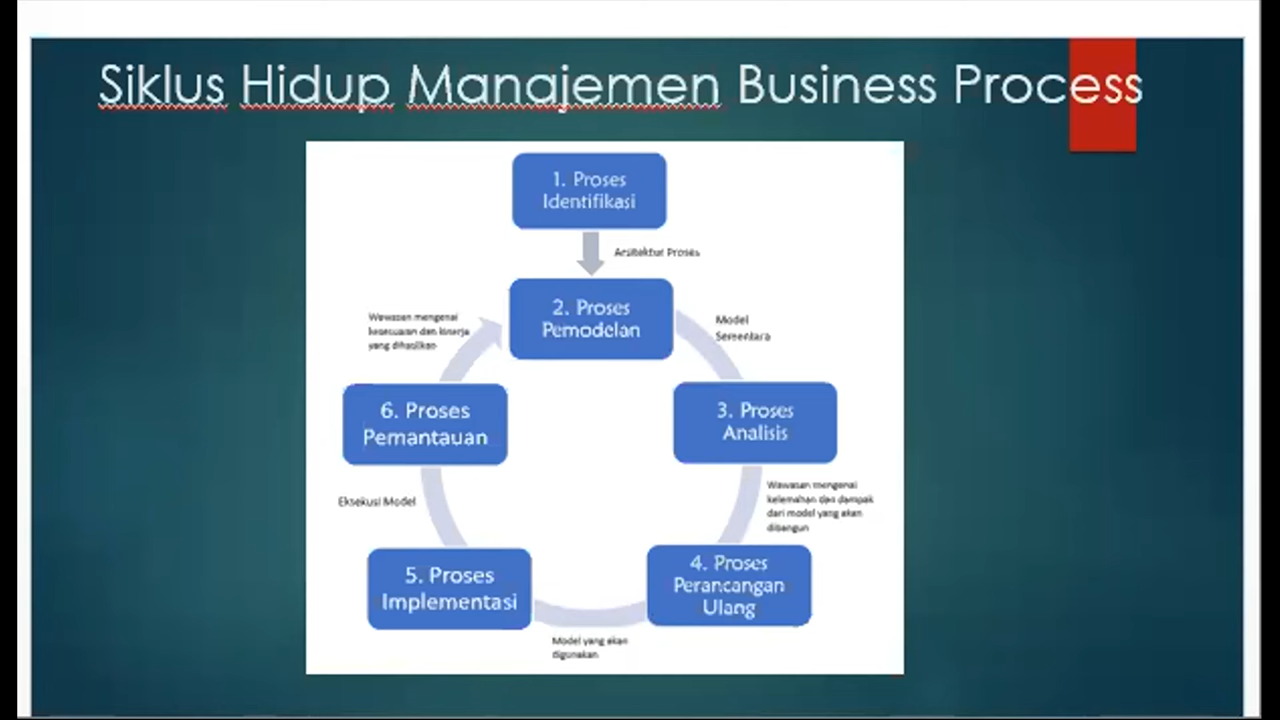 Siklus Hidup Manajemen Business Process
1. Proses
Identifikasi
Arsitektur Proses
2. Proses
Pemodelan
Wawasan mengenai
kesesuaian dan kinerja
yang dihasilkan
Model
Sementara
6. Proses
Pemantauan
3. Proses
Analisis
Eksekusi Model
Wawasan mengenai
kelemahan dan dampak
dari model yang akan
dibangun
5. Proses
Implementasi
4. Proses
Perancangan
Ulang
Model yang akan
digunakan